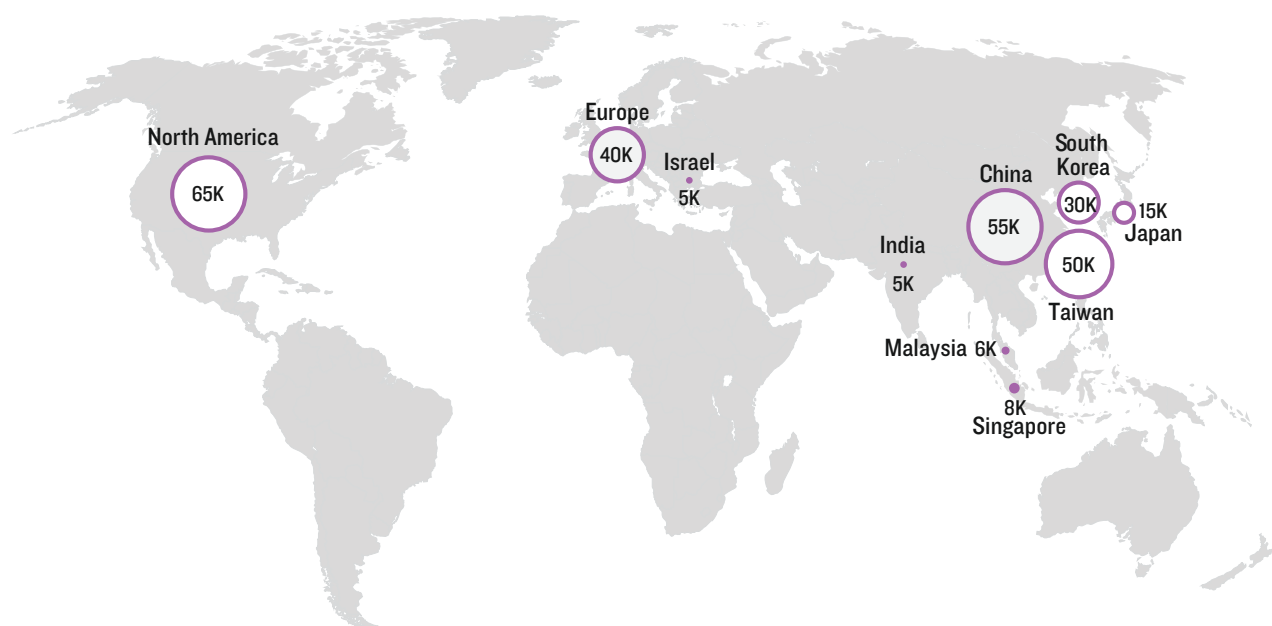 North America
65K
Europe
40K
Israel
5K
India
5K
China
55K
South
Korea
30K
15K
Japan
50K
Taiwan
Malaysia 6K
8K
Singapore